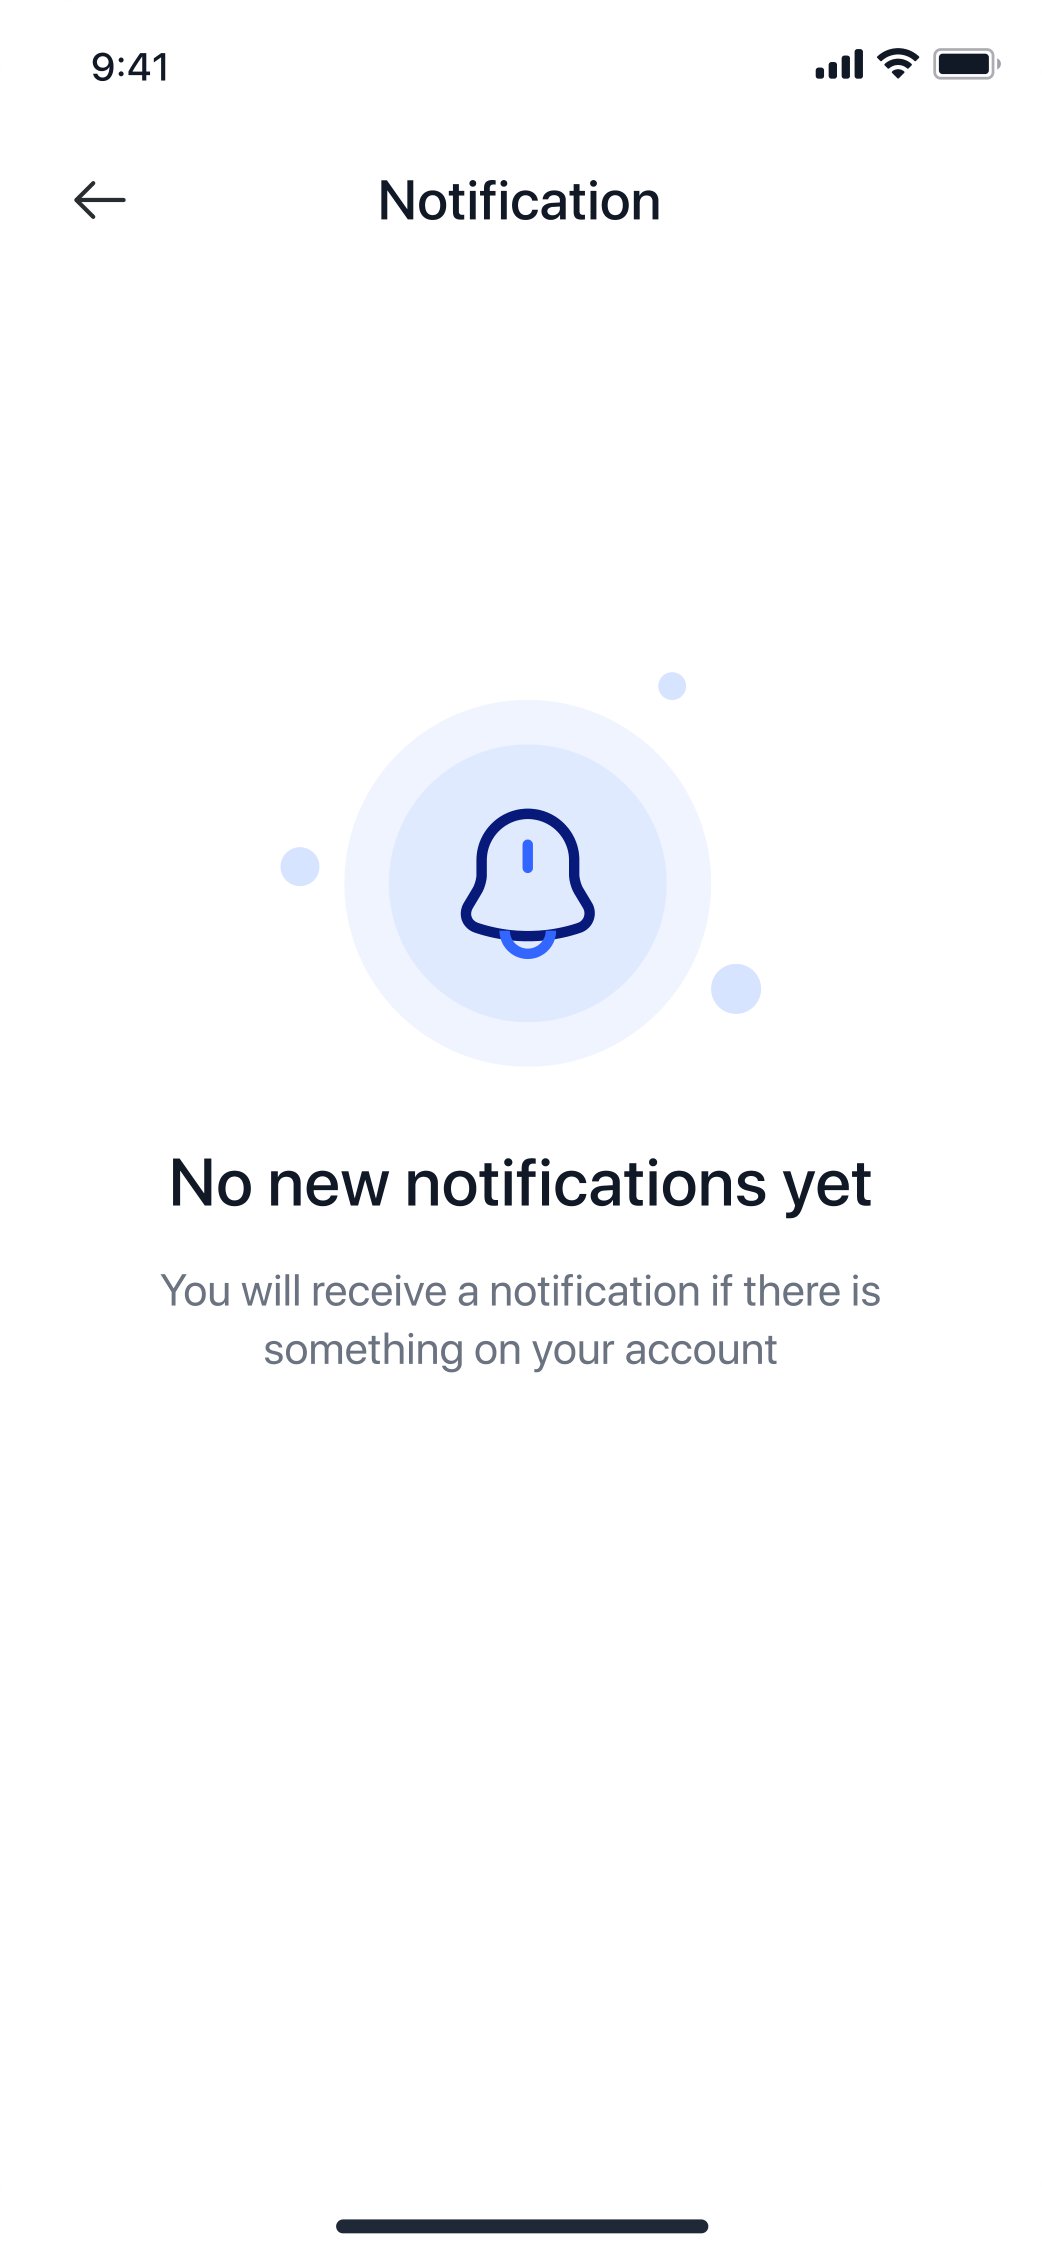 9:41
Notification
No new notifications yet
You will receive a notification if there is
something on your account